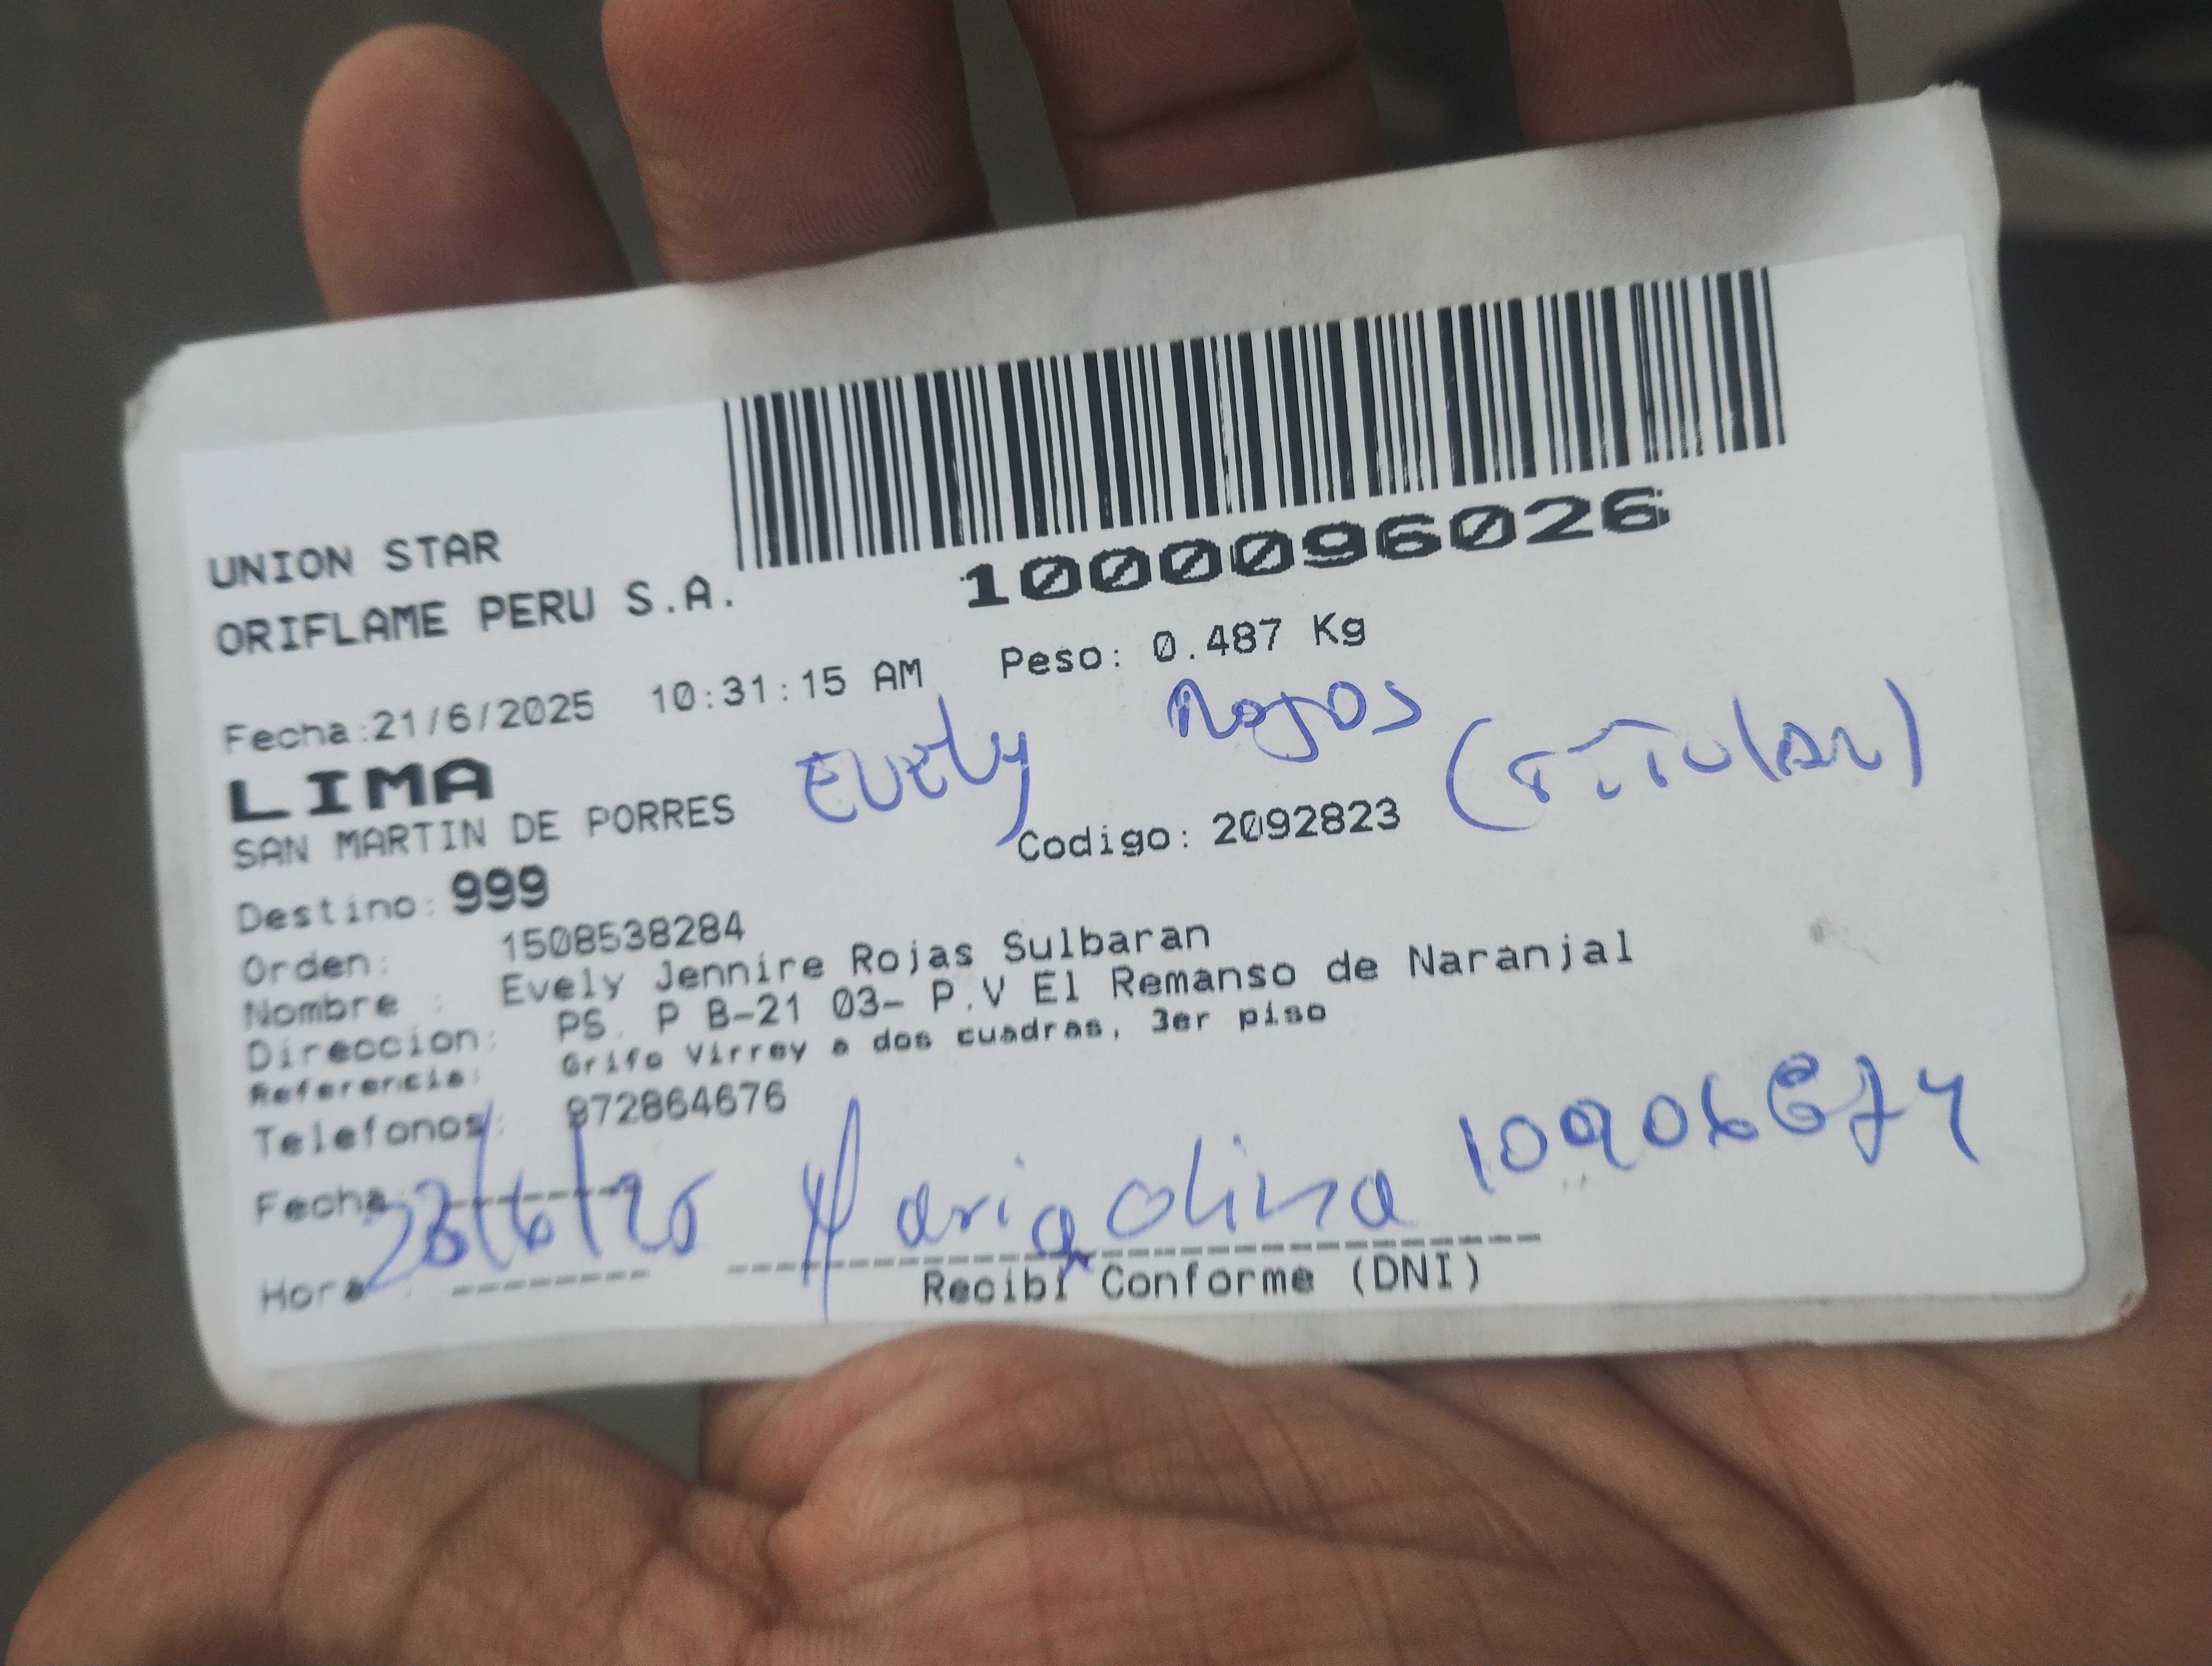 UNION STAR
ORIFLAME PERU S.A.
1000096026
Fecha:21/6/2025 10:31:15 AM Peso: 0.487 Kg
Evely Rojas (TiTular)
LIMA
SAN MARTIN DE PORRES
Codigo: 2092823
Destino: 999
Orden: 1508538284
Nombre : Evely Jennire Rojas Sulbaran
Direccion: PS. P B-21 03- P.V El Remanso de Naranjal
Referencia: Grifo Virrey a dos cuadras, 3er piso
Telefonos: 972864676
Fecha: 23/6/25
Hora :
Recibi Conforme (DNI)